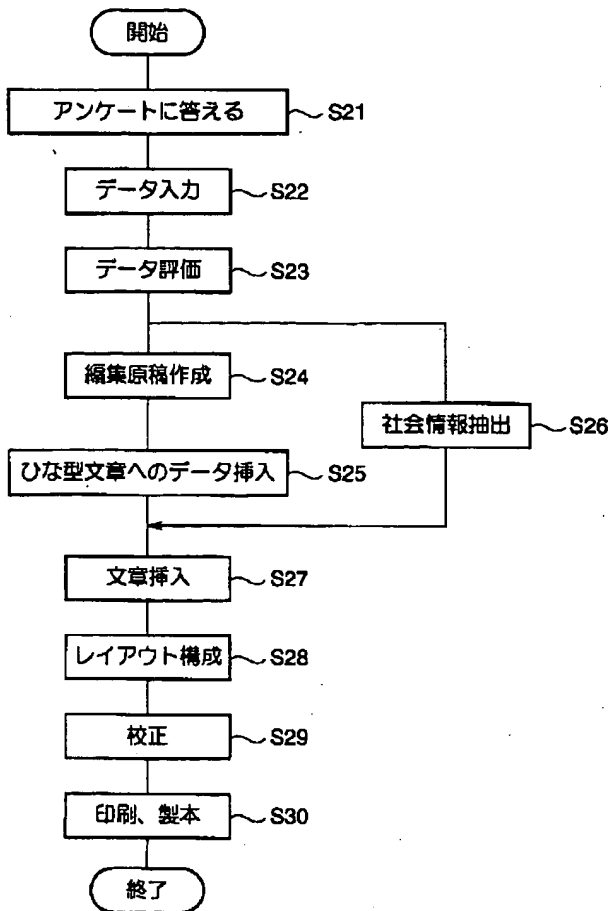 開始
アンケートに答える S21
データ入力 S22
データ評価 S23
編集原稿作成 S24
社会情報抽出 S26
ひな型文章へのデータ挿入 S25
文章挿入 S27
レイアウト構成 S28
校正 S29
印刷、製本 S30
終了